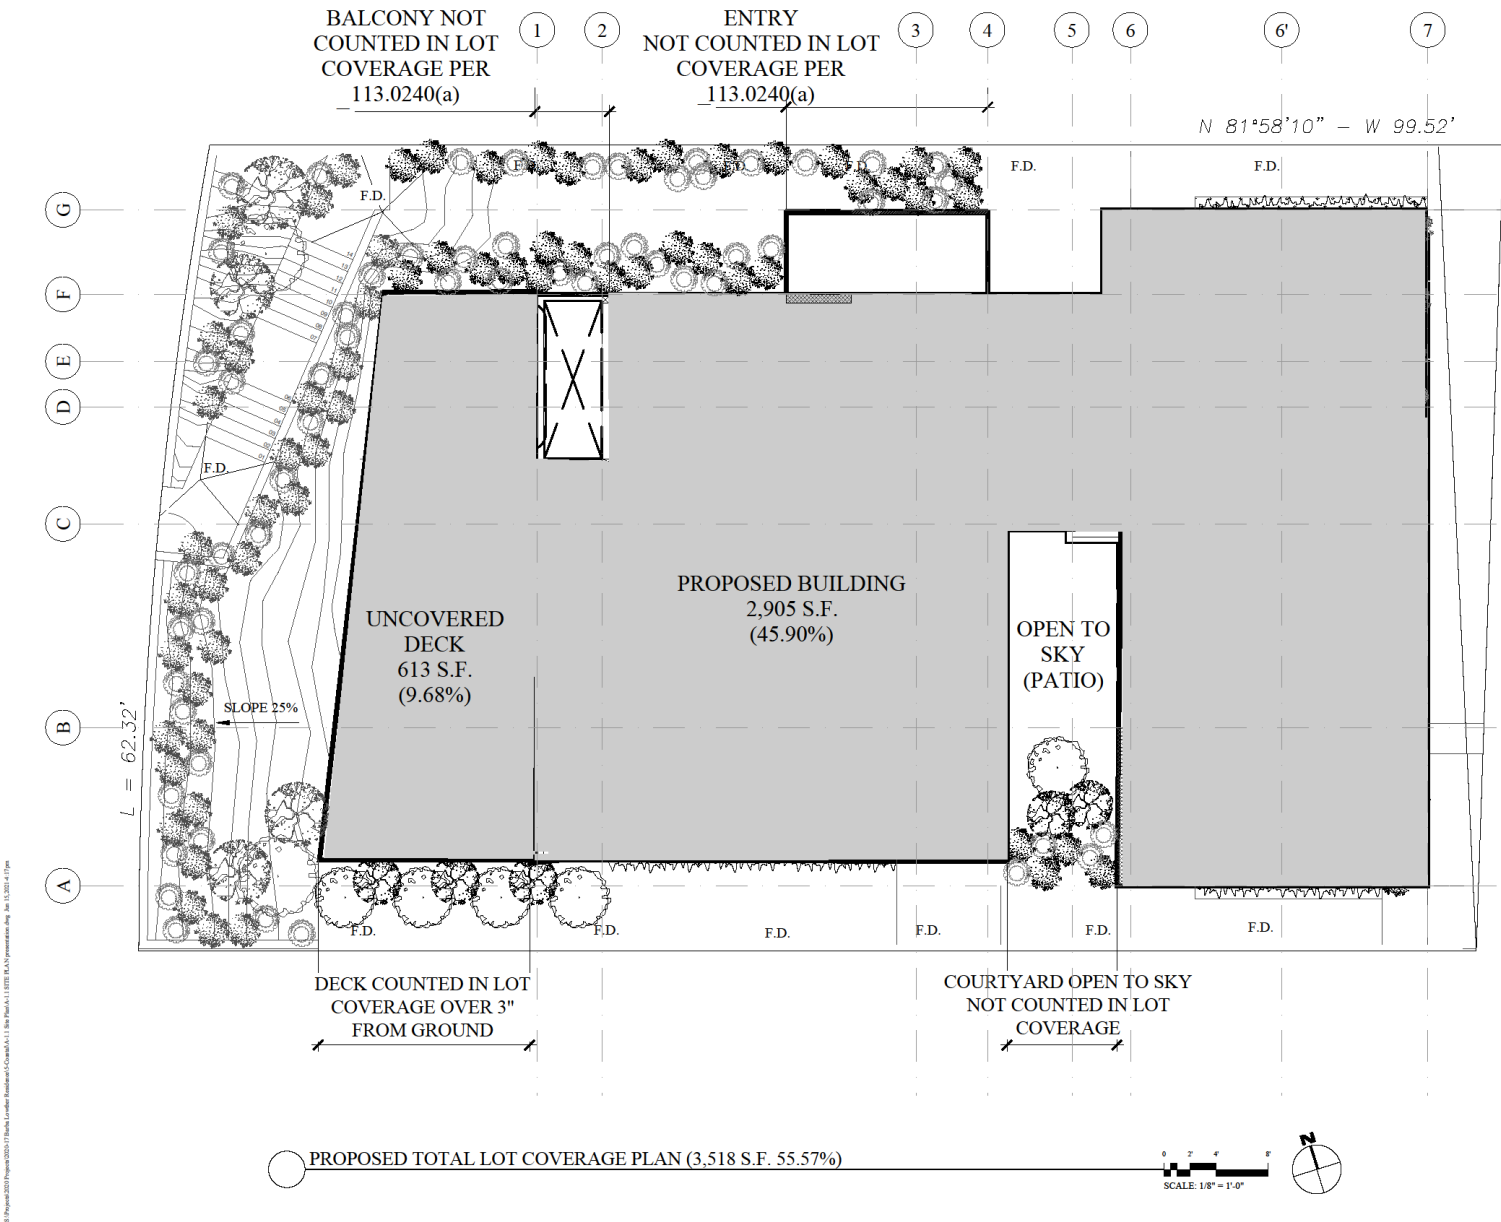 BALCONY NOT
COUNTED IN LOT
COVERAGE PER
113.0240(a)
ENTRY
NOT COUNTED IN LOT
COVERAGE PER
113.0240(a)
1
2
3
4
5
6
6'
7
N 81°58'10" - W 99.52'
F.D.
F.D.
F.D.
F.D.
F.D.
F.D.
G
F
E
D
C
B
A
F.D.
UNCOVERED
DECK
613 S.F.
(9.68%)
PROPOSED BUILDING
2,905 S.F.
(45.90%)
OPEN TO
SKY
(PATIO)
SLOPE 25%
L = 62.32'
F.D.
F.D.
F.D.
F.D.
F.D.
F.D.
DECK COUNTED IN LOT
COVERAGE OVER 3"
FROM GROUND
COURTYARD OPEN TO SKY
NOT COUNTED IN LOT
COVERAGE
PROPOSED TOTAL LOT COVERAGE PLAN (3,518 S.F. 55.57%)
0 2' 4' 8'
SCALE: 1/8" = 1'-0"
N